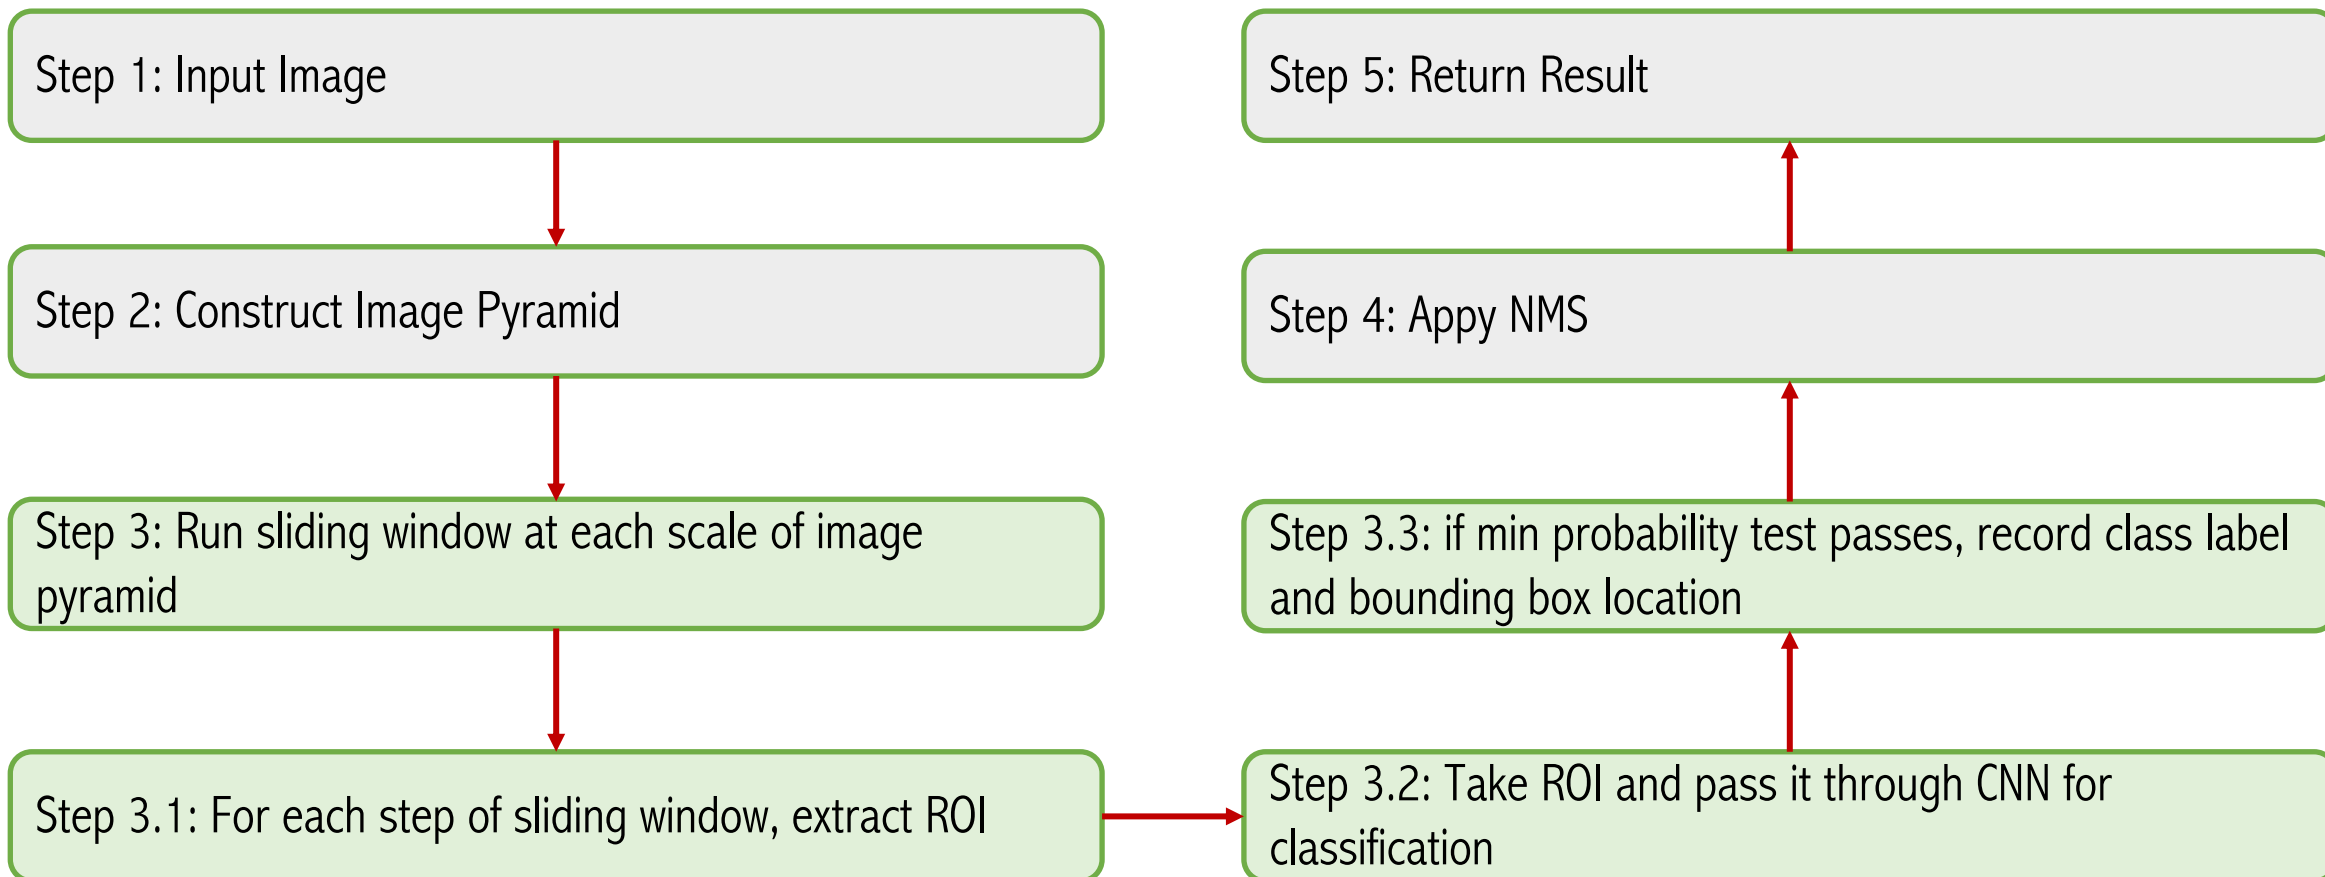 Step 1: Input Image
Step 2: Construct Image Pyramid
Step 3: Run sliding window at each scale of image
pyramid
Step 3.1: For each step of sliding window, extract ROI
Step 3.2: Take ROI and pass it through CNN for
classification
Step 3.3: if min probability test passes, record class label
and bounding box location
Step 4: Appy NMS
Step 5: Return Result